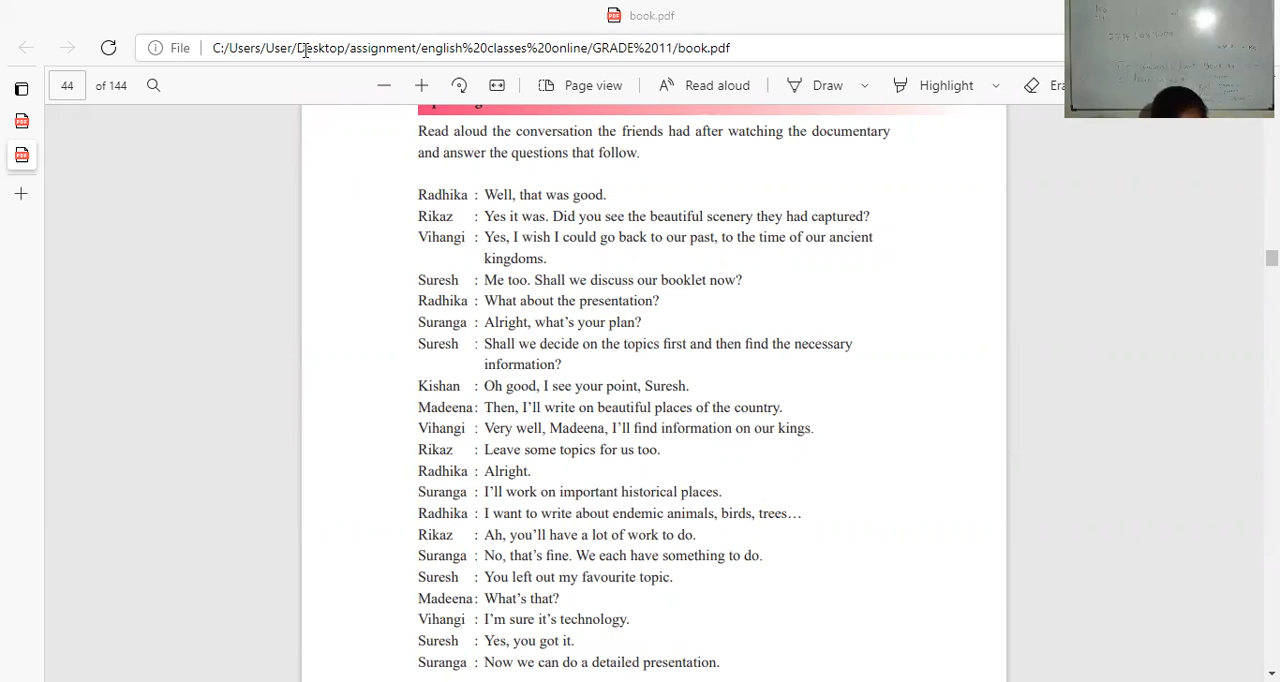 book.pdf
File C:/Users/User/Desktop/assignment/english%20classes%20online/GRADE%2011/book.pdf
44 of 144 Page view Read aloud Draw Highlight
Read aloud the conversation the friends had after watching the documentary
and answer the questions that follow.
Radhika : Well, that was good.
Rikaz : Yes it was. Did you see the beautiful scenery they had captured?
Vihangi : Yes, I wish I could go back to our past, to the time of our ancient
kingdoms.
Suresh : Me too. Shall we discuss our booklet now?
Radhika : What about the presentation?
Suranga : Alright, what's your plan?
Suresh : Shall we decide on the topics first and then find the necessary
information?
Kishan : Oh good, I see your point, Suresh.
Madeena : Then, I'll write on beautiful places of the country.
Vihangi : Very well, Madeena, I'll find information on our kings.
Rikaz : Leave some topics for us too.
Radhika : Alright.
Suranga : I'll work on important historical places.
Radhika : I want to write about endemic animals, birds, trees…
Rikaz : Ah, you'll have a lot of work to do.
Suranga : No, that's fine. We each have something to do.
Suresh : You left out my favourite topic.
Madeena : What's that?
Vihangi : I'm sure it's technology.
Suresh : Yes, you got it.
Suranga : Now we can do a detailed presentation.